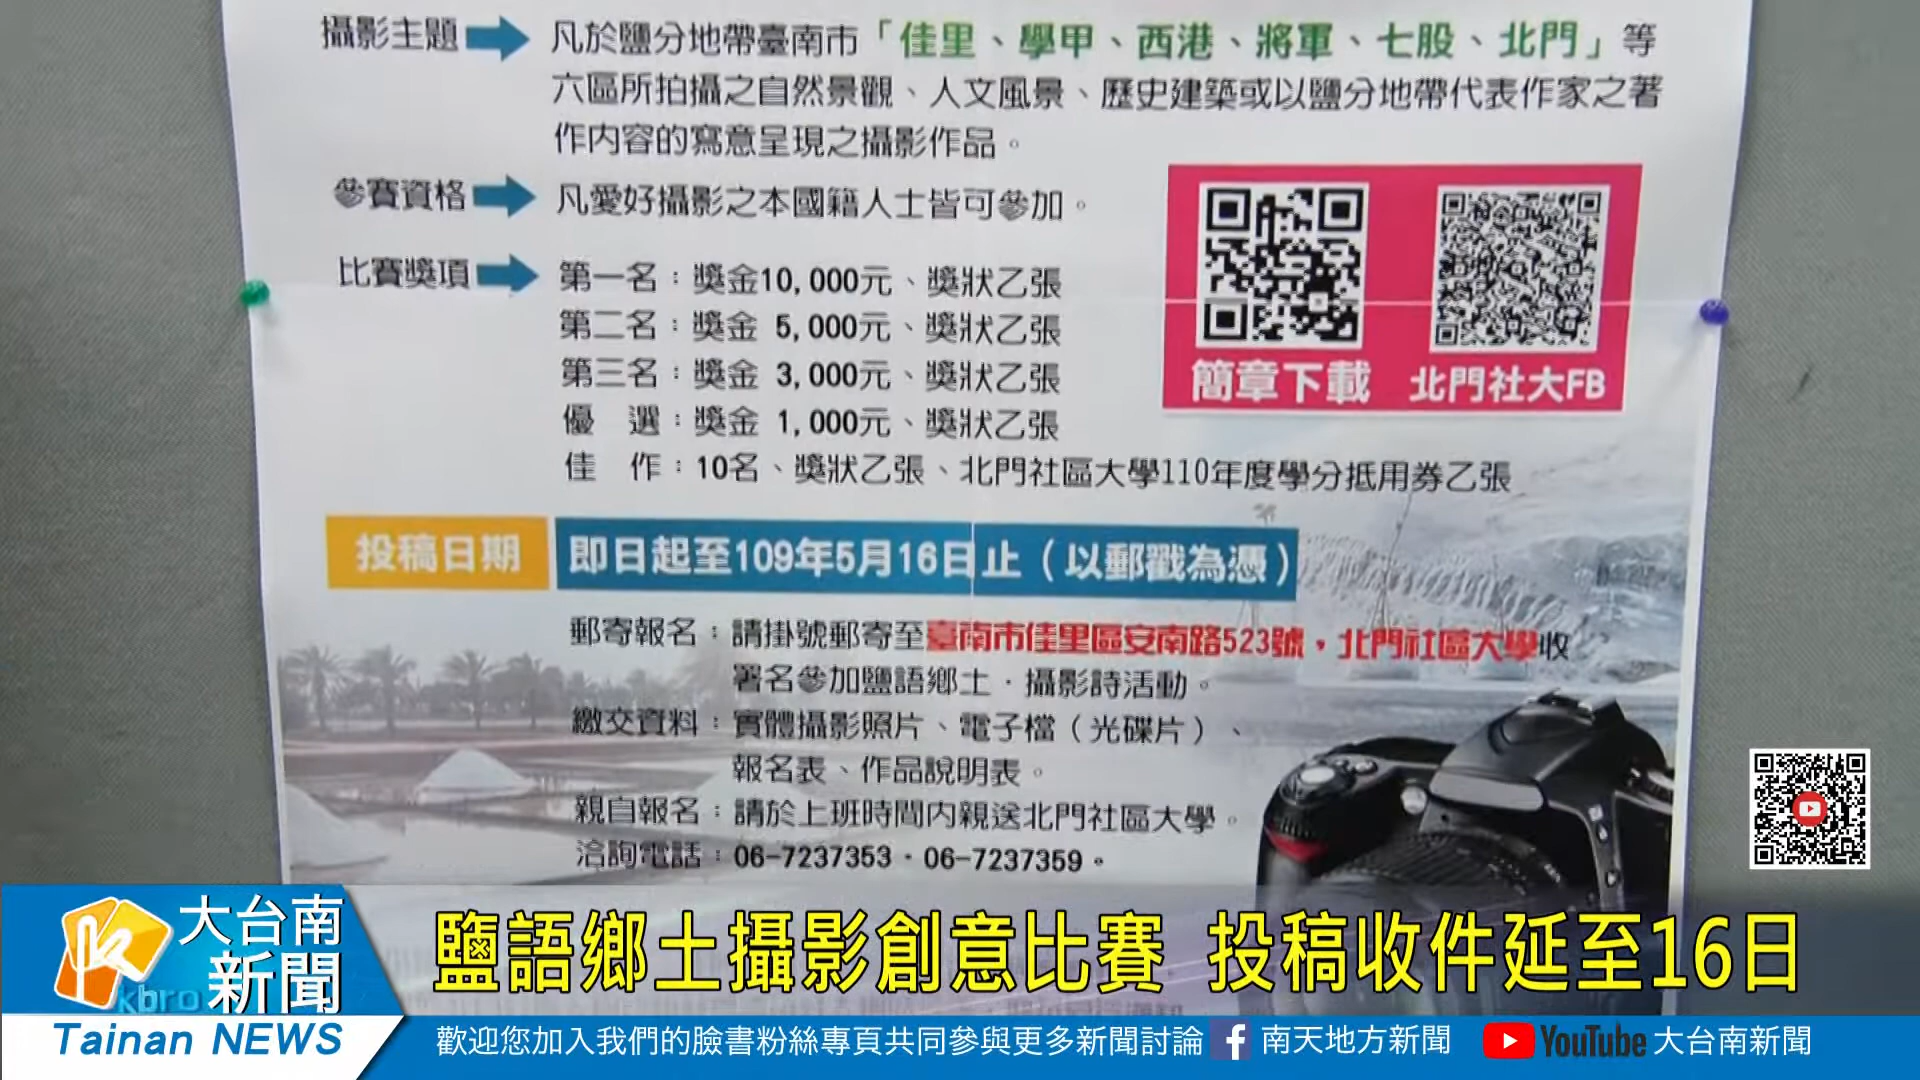 攝影主題 凡於鹽分地帶臺南市「佳里、學甲、西港、將軍、七股、北門」等
六區所拍攝之自然景觀、人文風景、歷史建築或以鹽分地帶代表作家之著
作內容的寫意呈現之攝影作品。
參賽資格 凡愛好攝影之本國籍人士皆可參加。
比賽獎項 第一名：獎金10,000元、獎狀乙張
第二名：獎金 5,000元、獎狀乙張
第三名：獎金 3,000元、獎狀乙張
優 選：獎金 1,000元、獎狀乙張
佳 作：10名、獎狀乙張、北門社區大學110年度學分抵用券乙張
簡章下載 北門社大FB
投稿日期 即日起至109年5月16日止（以郵戳為憑）
郵寄報名：請掛號郵寄至臺南市佳里區安南路523號，北門社區大學收
署名參加鹽語鄉土．攝影詩活動。
繳交資料：實體攝影照片、電子檔（光碟片）、
報名表、作品說明表。
親自報名：請於上班時間內親送北門社區大學。
洽詢電話：06-7237353．06-7237359。
大台南
新聞
kbro
Tainan NEWS
鹽語鄉土攝影創意比賽 投稿收件延至16日
歡迎您加入我們的臉書粉絲專頁共同參與更多新聞討論 f 南天地方新聞 YouTube 大台南新聞